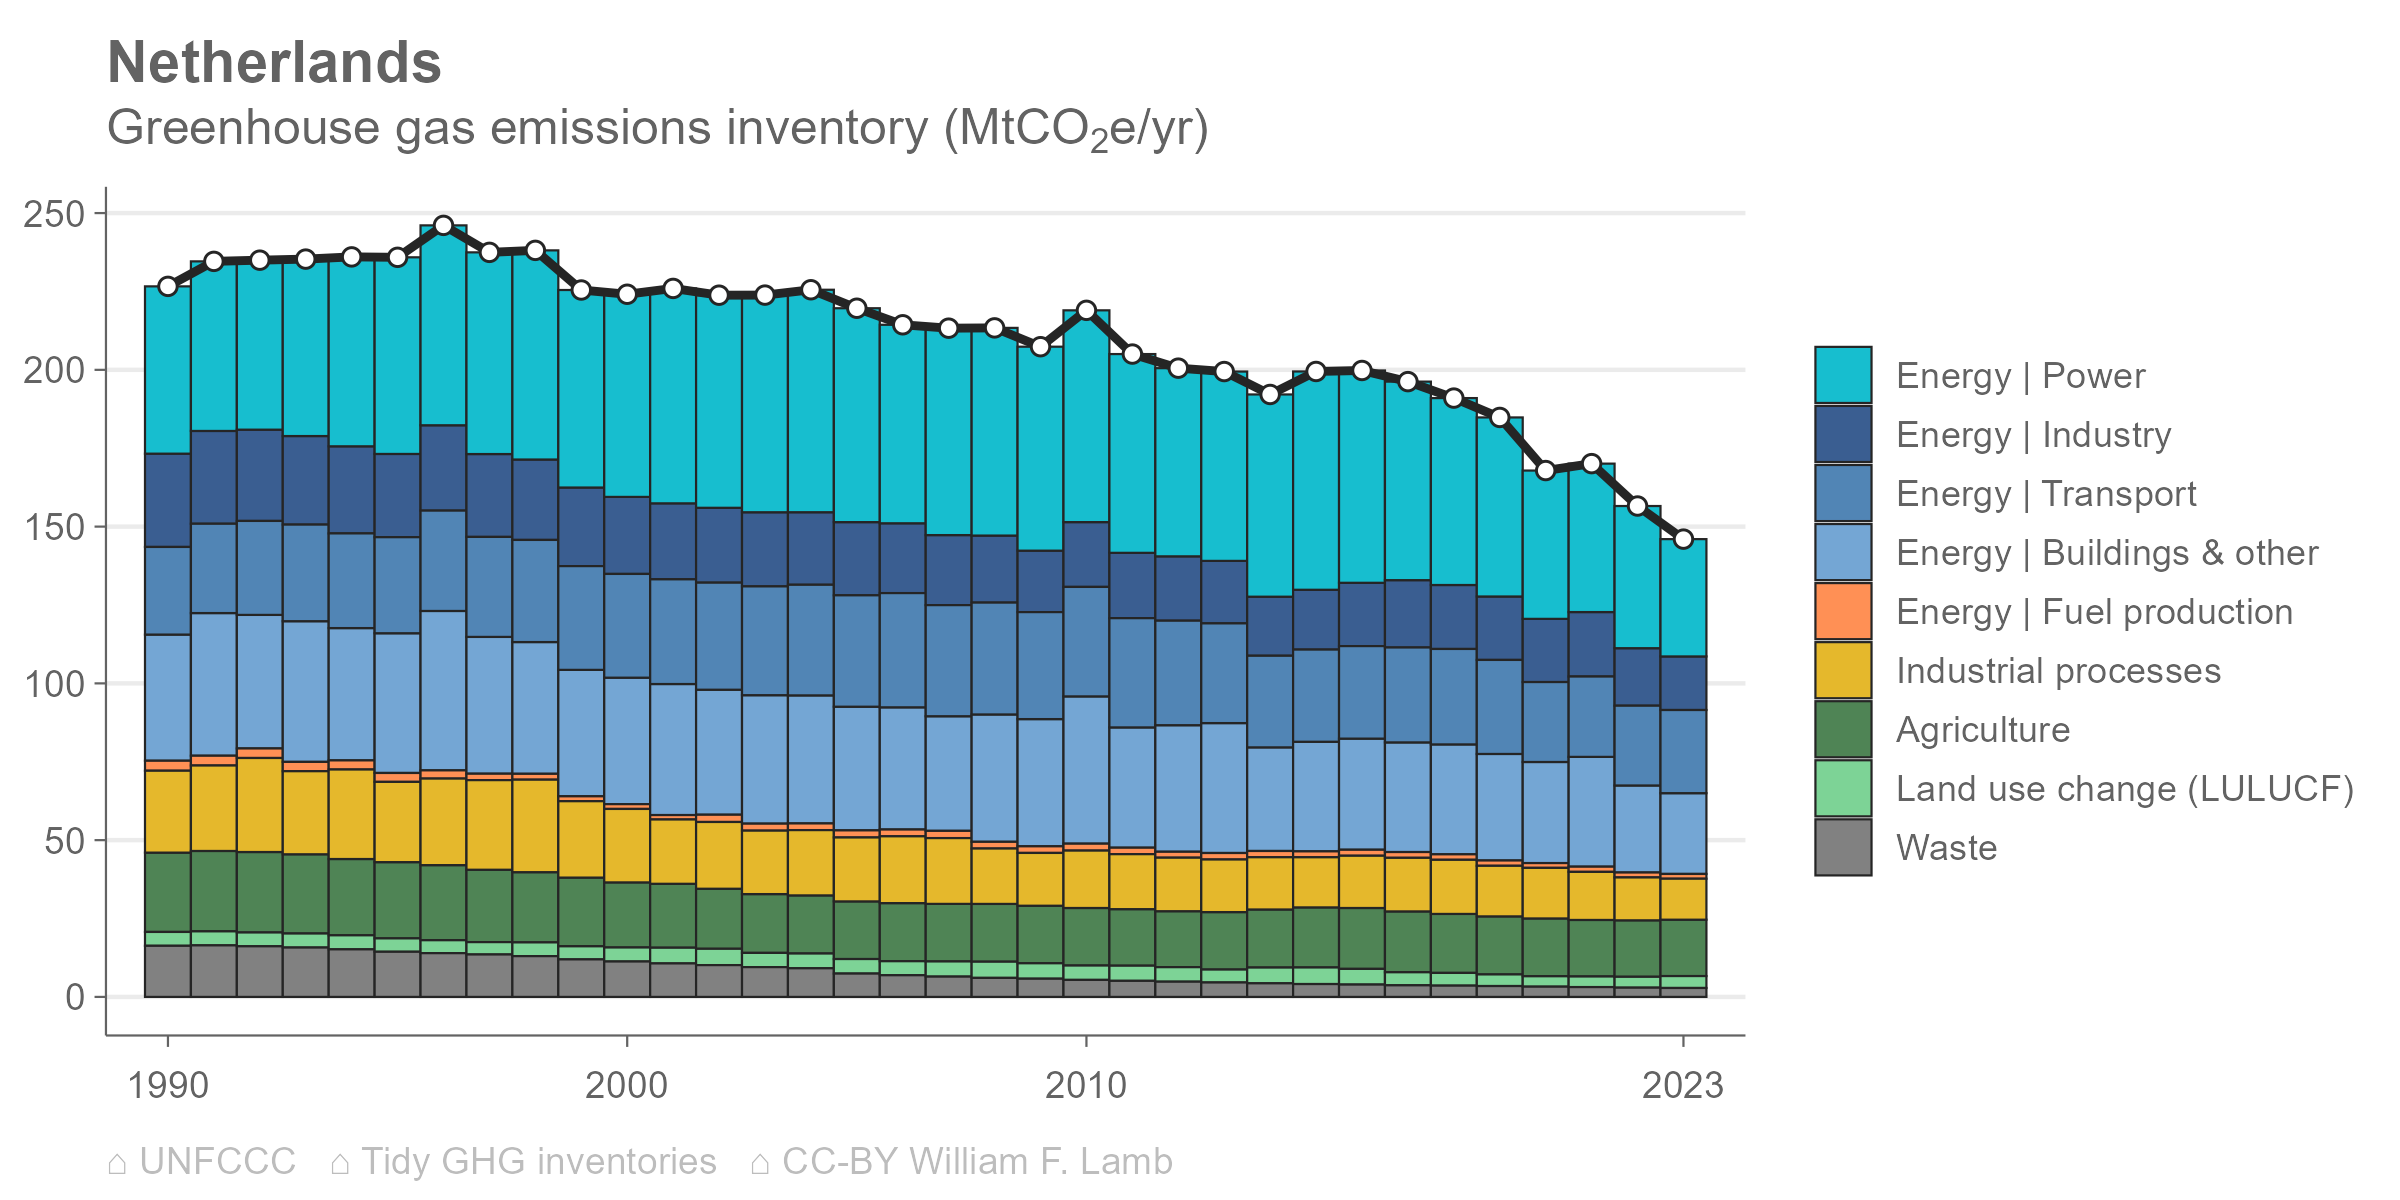 Netherlands
Greenhouse gas emissions inventory (MtCO₂e/yr)
250
200
150
100
50
0
1990 2000 2010 2023
Energy | Power
Energy | Industry
Energy | Transport
Energy | Buildings & other
Energy | Fuel production
Industrial processes
Agriculture
Land use change (LULUCF)
Waste
⌂ UNFCCC ⌂ Tidy GHG inventories ⌂ CC-BY William F. Lamb